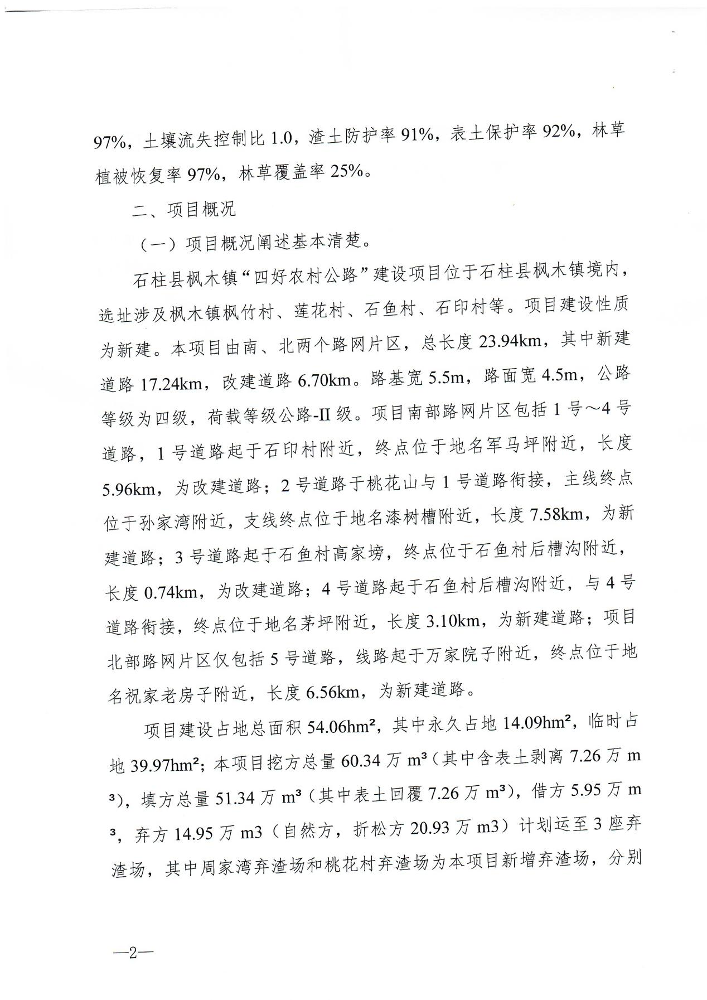 97%，土壤流失控制比 1.0，渣土防护率 91%，表土保护率 92%，林草
植被恢复率 97%，林草覆盖率 25%。
二、项目概况
（一）项目概况阐述基本清楚。
石柱县枫木镇“四好农村公路”建设项目位于石柱县枫木镇境内，
选址涉及枫木镇枫竹村、莲花村、石鱼村、石印村等。项目建设性质
为新建。本项目由南、北两个路网片区，总长度 23.94km，其中新建
道路 17.24km，改建道路 6.70km。路基宽 5.5m，路面宽 4.5m，公路
等级为四级，荷载等级公路-II 级。项目南部路网片区包括 1 号～4 号
道路，1 号道路起于石印村附近，终点位于地名军马坪附近，长度
5.96km，为改建道路；2 号道路于桃花山与 1 号道路衔接，主线终点
位于孙家湾附近，支线终点位于地名漆树槽附近，长度 7.58km，为新
建道路；3 号道路起于石鱼村高家塝，终点位于石鱼村后槽沟附近，
长度 0.74km，为改建道路；4 号道路起于石鱼村后槽沟附近，与 4 号
道路衔接，终点位于地名茅坪附近，长度 3.10km，为新建道路；项目
北部路网片区仅包括 5 号道路，线路起于万家院子附近，终点位于地
名祝家老房子附近，长度 6.56km，为新建道路。
项目建设占地总面积 54.06hm²，其中永久占地 14.09hm²，临时占
地 39.97hm²；本项目挖方总量 60.34 万 m³（其中含表土剥离 7.26 万 m
³），填方总量 51.34 万 m³（其中表土回覆 7.26 万 m³），借方 5.95 万 m
³，弃方 14.95 万 m3（自然方，折松方 20.93 万 m3）计划运至 3 座弃
渣场，其中周家湾弃渣场和桃花村弃渣场为本项目新增弃渣场，分别
—2—